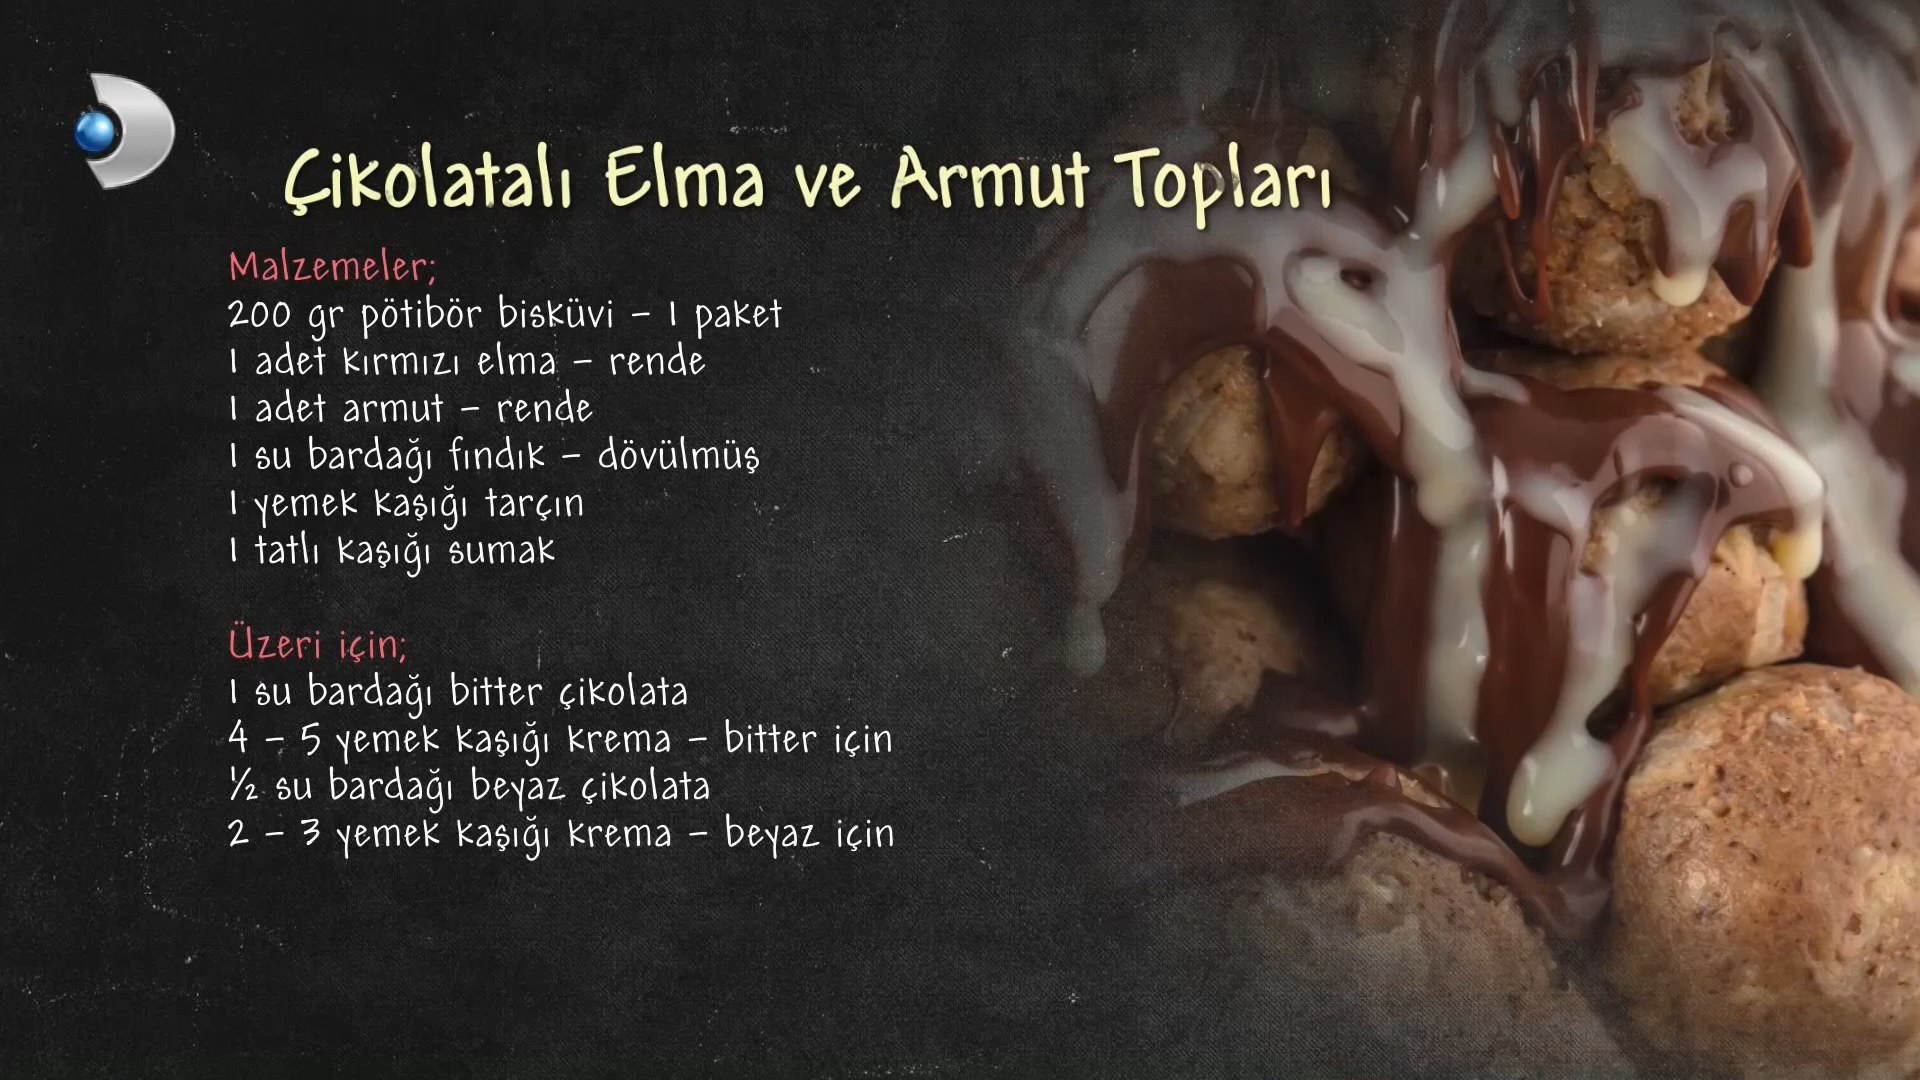 Çikolatalı Elma ve Armut Topları
Malzemeler;
200 gr pötibör bisküvi – 1 paket
1 adet kırmızı elma – rende
1 adet armut – rende
1 su bardağı fındık – dövülmüş
1 yemek kaşığı tarçın
1 tatlı kaşığı sumak
Üzeri için;
1 su bardağı bitter çikolata
4 – 5 yemek kaşığı krema – bitter için
½ su bardağı beyaz çikolata
2 – 3 yemek kaşığı krema – beyaz için